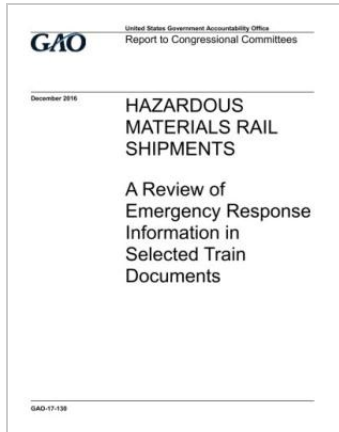 GAO
United States Government Accountability Office
Report to Congressional Committees
December 2016
HAZARDOUS
MATERIALS RAIL
SHIPMENTS
A Review of
Emergency Response
Information in
Selected Train
Documents
GAO-17-130